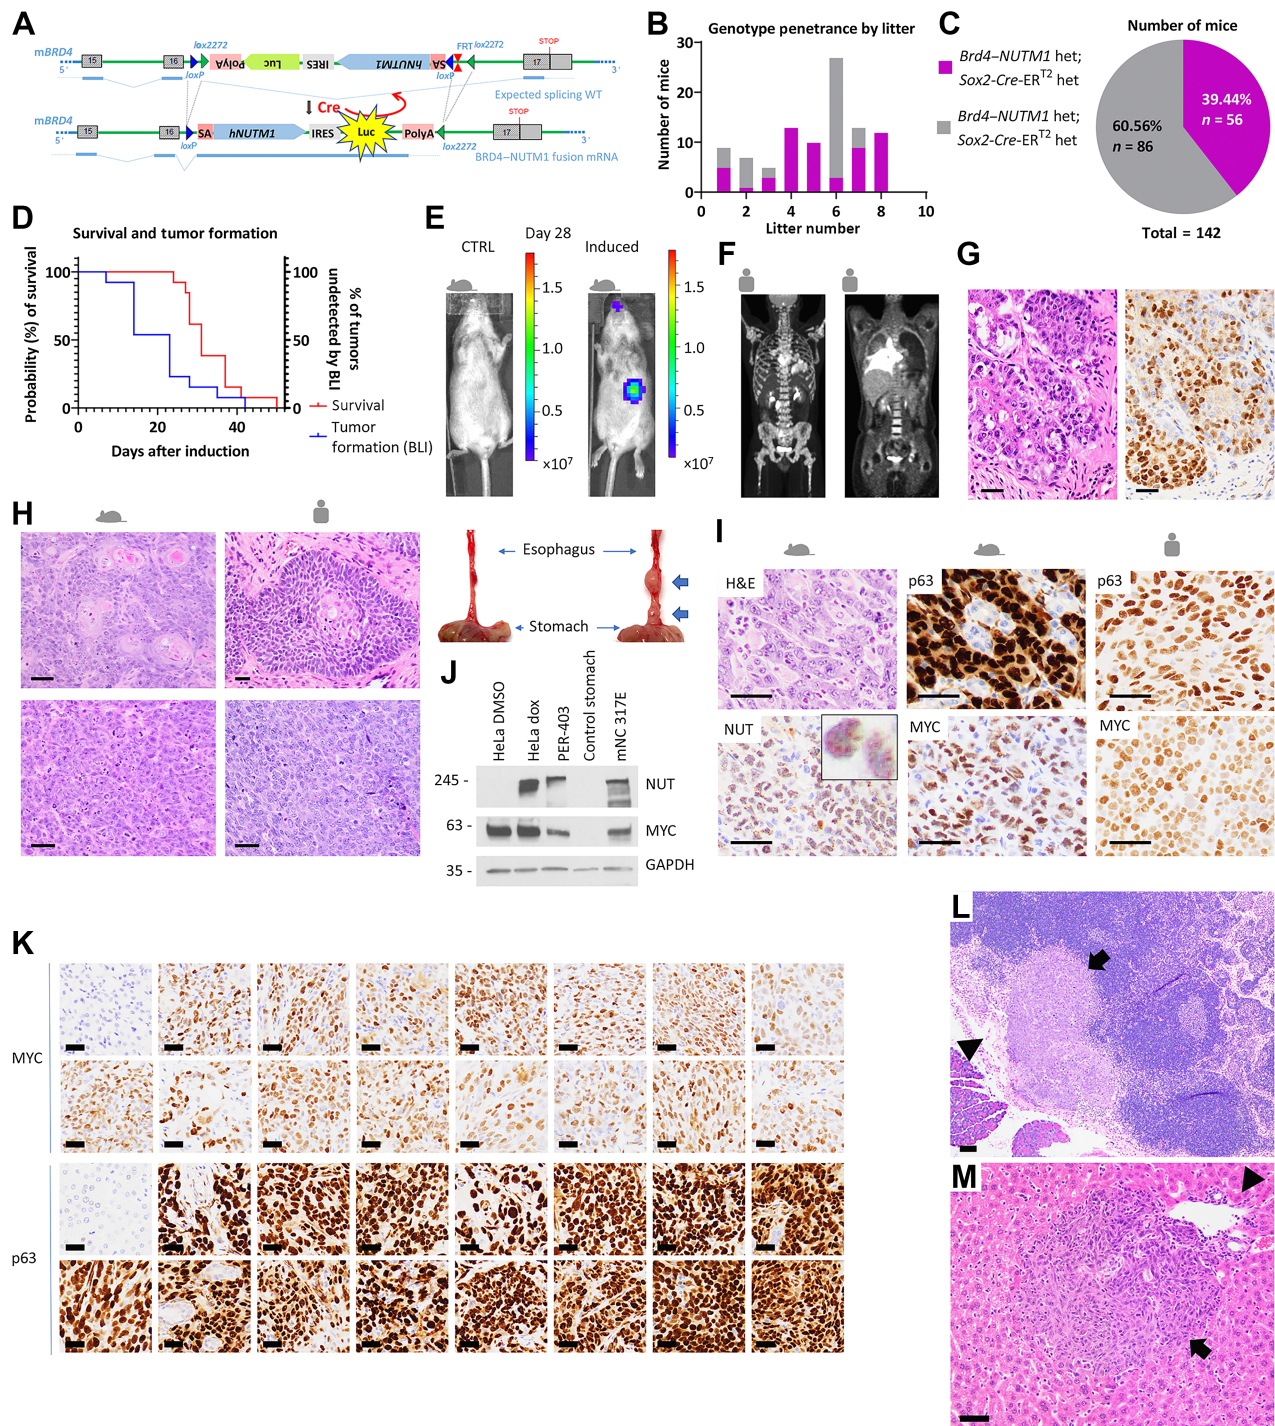 A
mBRD4
5'
15
16
lox2272
loxP
PolyA
Luc
IRES
hNUTM1
SA
loxP
FRT
lox2272
STOP
17
3'
Expected splicing WT
Cre
mBRD4
5'
15
16
loxP
SA
hNUTM1
IRES
Luc
PolyA
lox2272
STOP
17
3'
BRD4–NUTM1 fusion mRNA
B
Genotype penetrance by litter
Number of mice
30
20
10
0
0
2
4
6
8
10
Litter number
Brd4–NUTM1 het;
Sox2-Cre-ERT2 het
Brd4–NUTM1 het;
Sox2-Cre-ERT2 het
C
Number of mice
39.44%
n = 56
60.56%
n = 86
Total = 142
D
Survival and tumor formation
Probability (%) of survival
100
50
0
0
20
40
Days after induction
100
50
0
% of tumors
undetected by BLI
Survival
Tumor
formation (BLI)
E
CTRL
Day 28
1.5
1.0
0.5
×10⁷
Induced
1.5
1.0
0.5
×10⁷
F
G
H
Esophagus
Stomach
I
H&E
p63
p63
NUT
MYC
MYC
J
HeLa DMSO
HeLa dox
PER-403
Control stomach
mNC 317E
245 -
NUT
63 -
MYC
35 -
GAPDH
K
MYC
p63
L
M